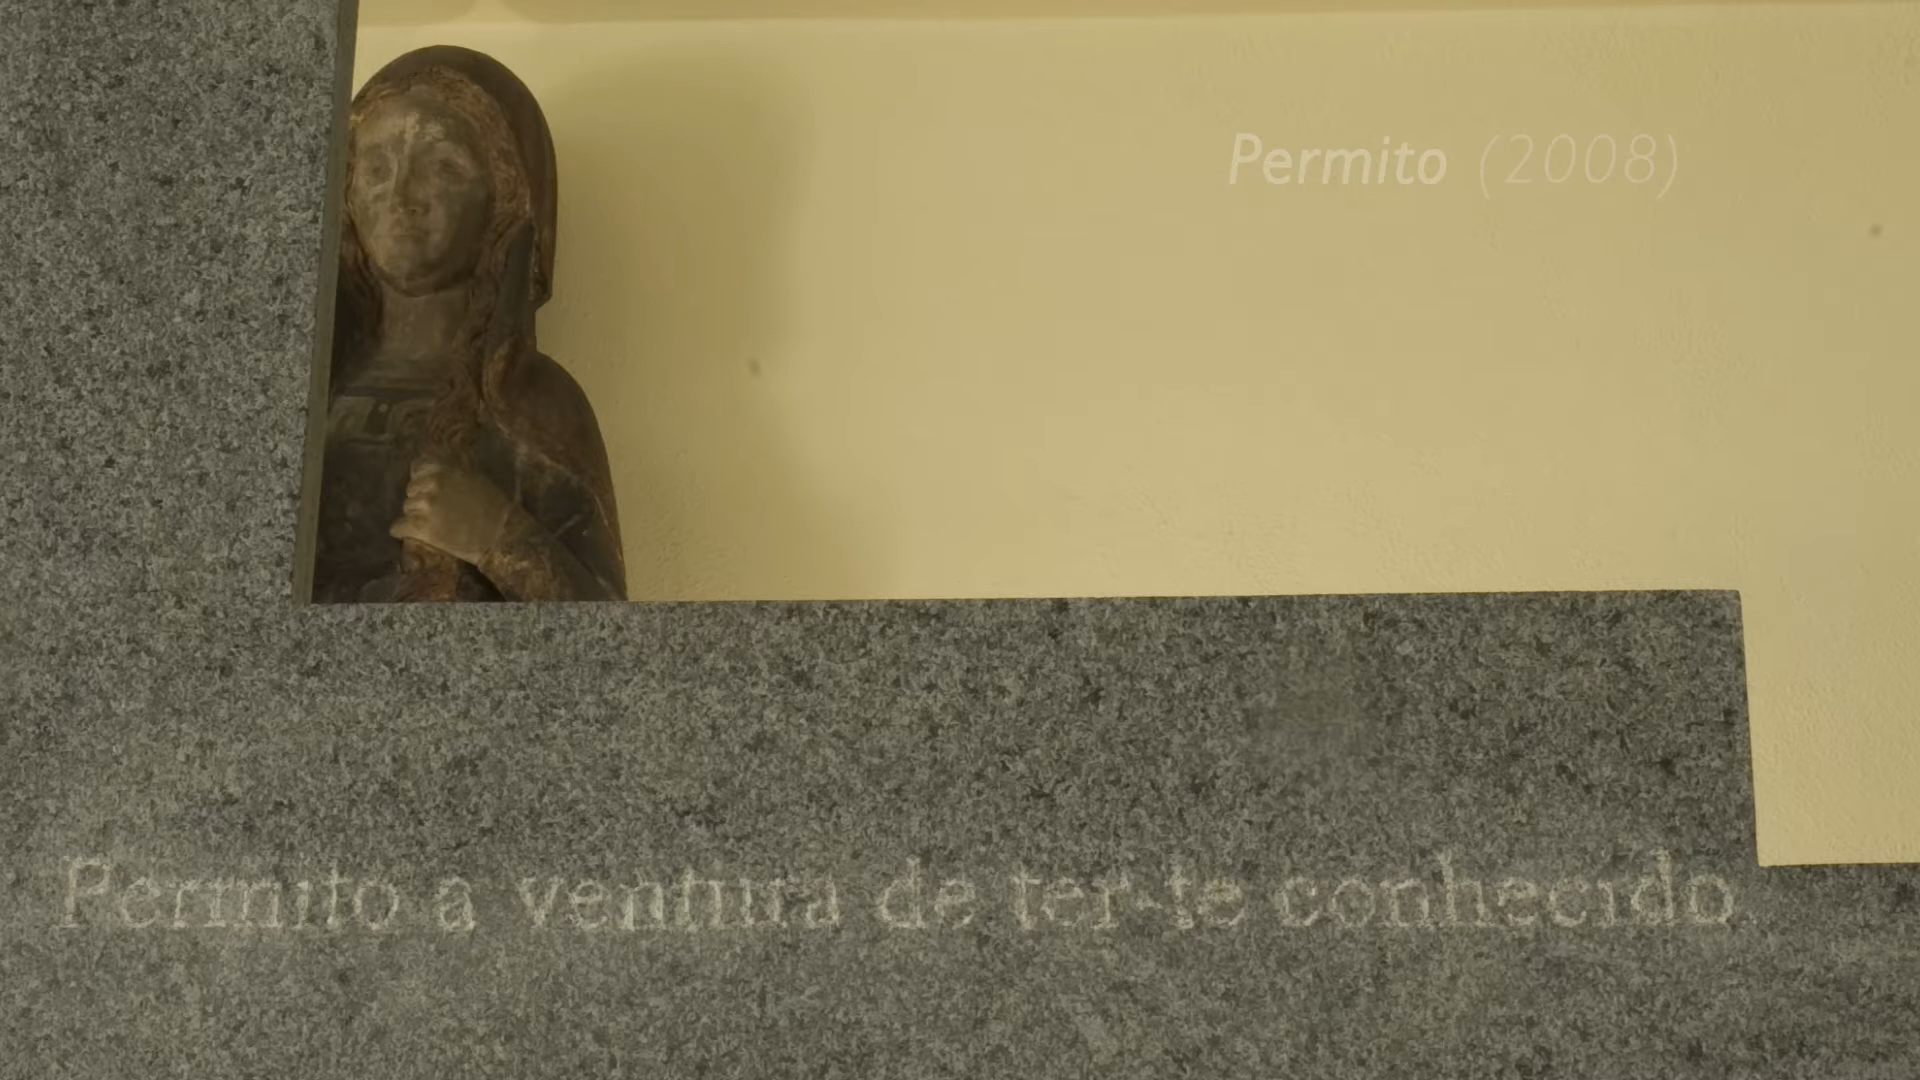 Permito (2008)
Permito a ventura de ter-te conhecido